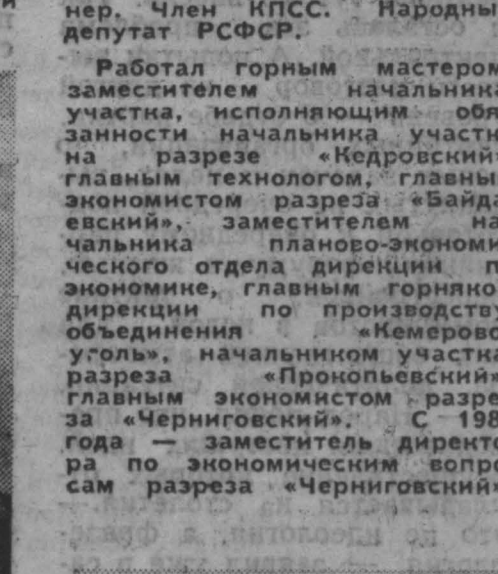 нер. Член КПСС. Народны
депутат РСФСР.
Работал горным мастером
заместителем начальника
участка, исполняющим обя
занности начальника участк
на разрезе «Кедровский»
главным технологом, главны
экономистом разреза «Байда
евский», заместителем на
чальника планово-экономи
ческого отдела дирекции п
экономике, главным горняко
дирекции по производству
объединения «Кемерово
уголь», начальником участка
разреза «Прокопьевский»
главным экономистом разре
за «Черниговский». С 198
года — заместитель директо
ра по экономическим вопро
сам разреза «Черниговский»